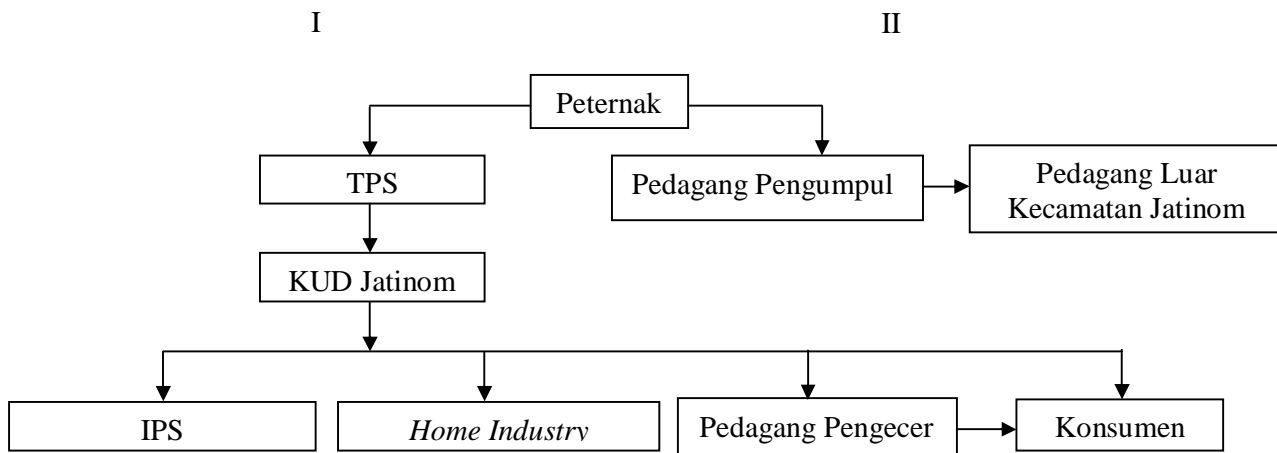 I
II
Peternak
TPS
Pedagang Pengumpul
Pedagang Luar
Kecamatan Jatinom
KUD Jatinom
IPS
Home Industry
Pedagang Pengecer
Konsumen